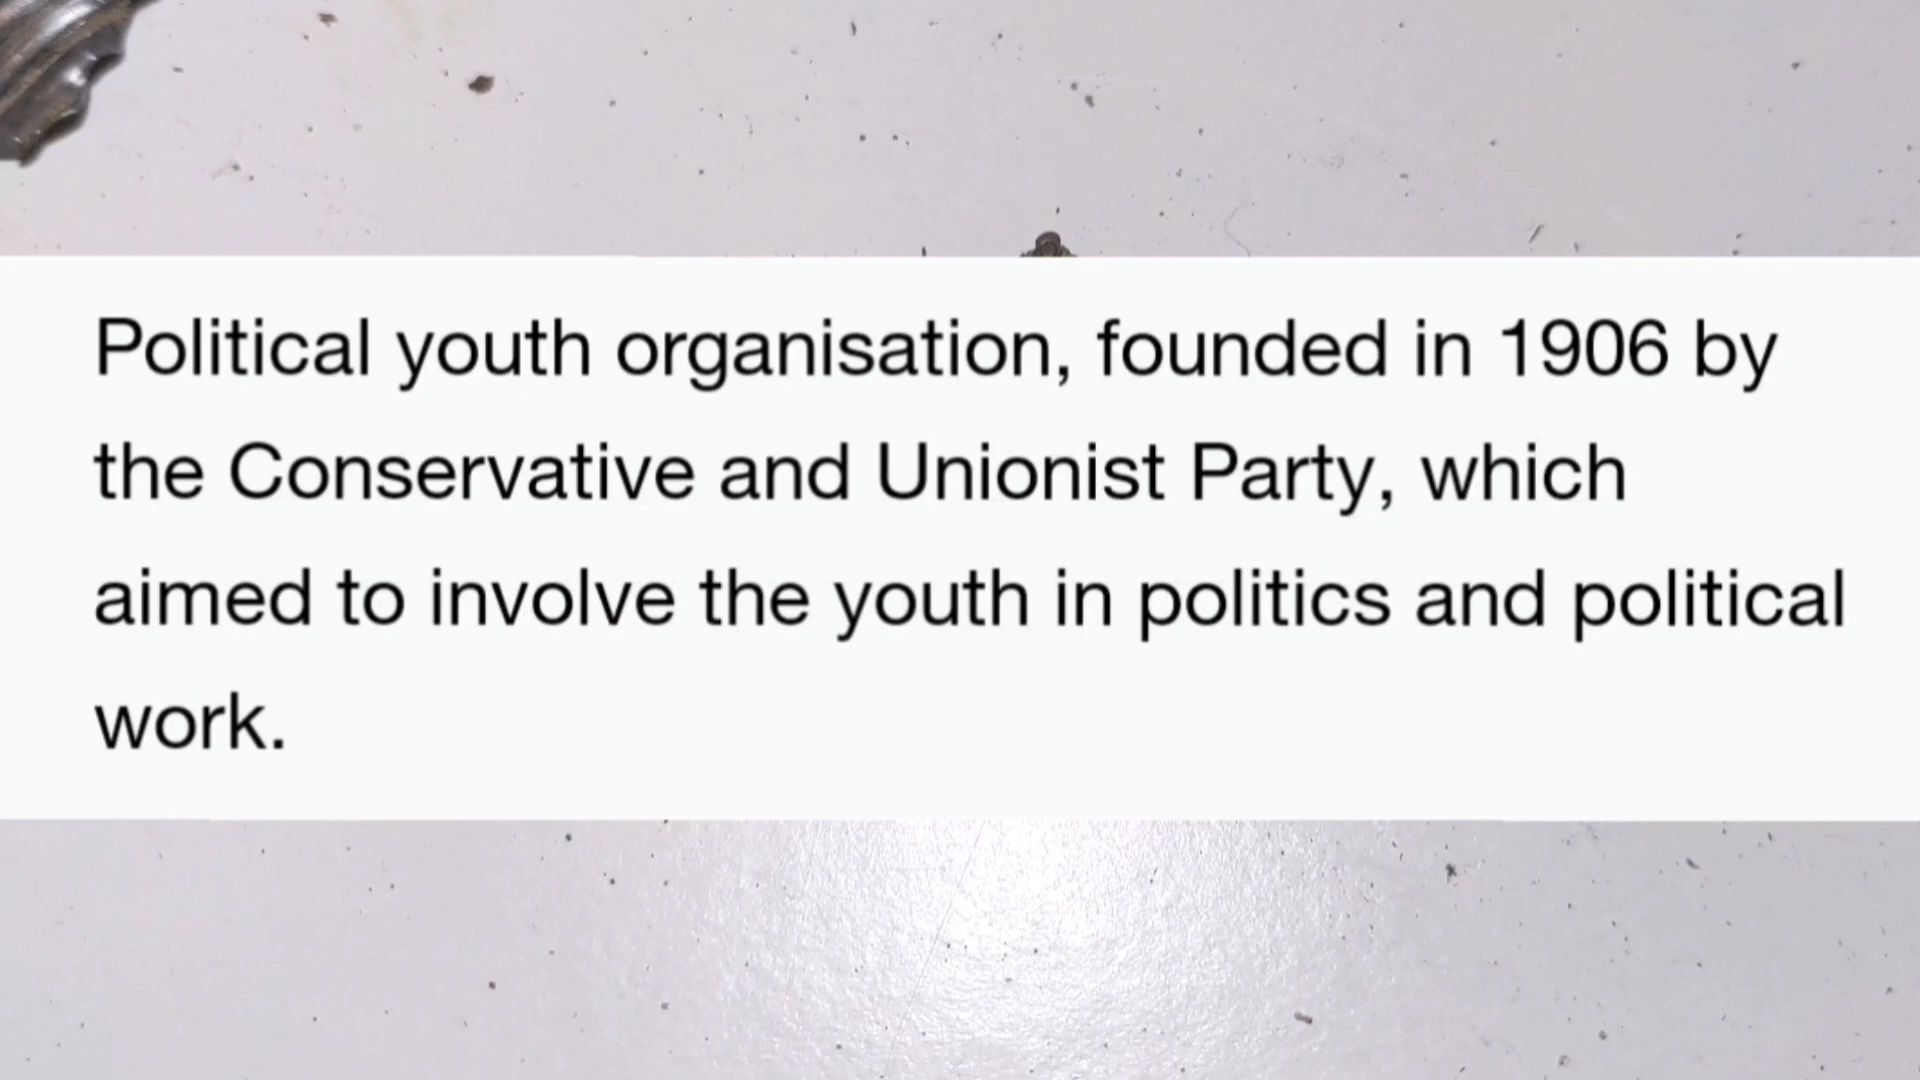 Political youth organisation, founded in 1906 by
the Conservative and Unionist Party, which
aimed to involve the youth in politics and political
work.